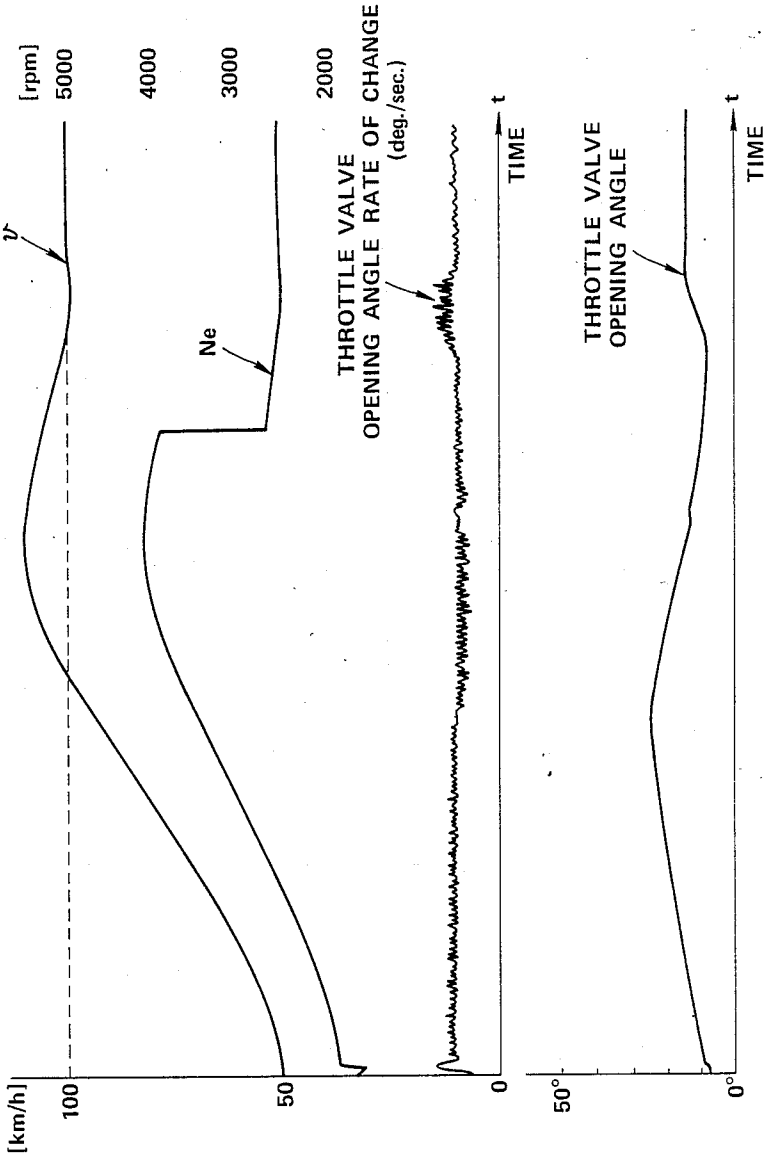 [km/h]
100
50
0
v
[rpm]
5000
4000
3000
2000
Ne
THROTTLE VALVE
OPENING ANGLE RATE OF CHANGE
(deg./sec.)
t
TIME
50°
0°
THROTTLE VALVE
OPENING ANGLE
t
TIME